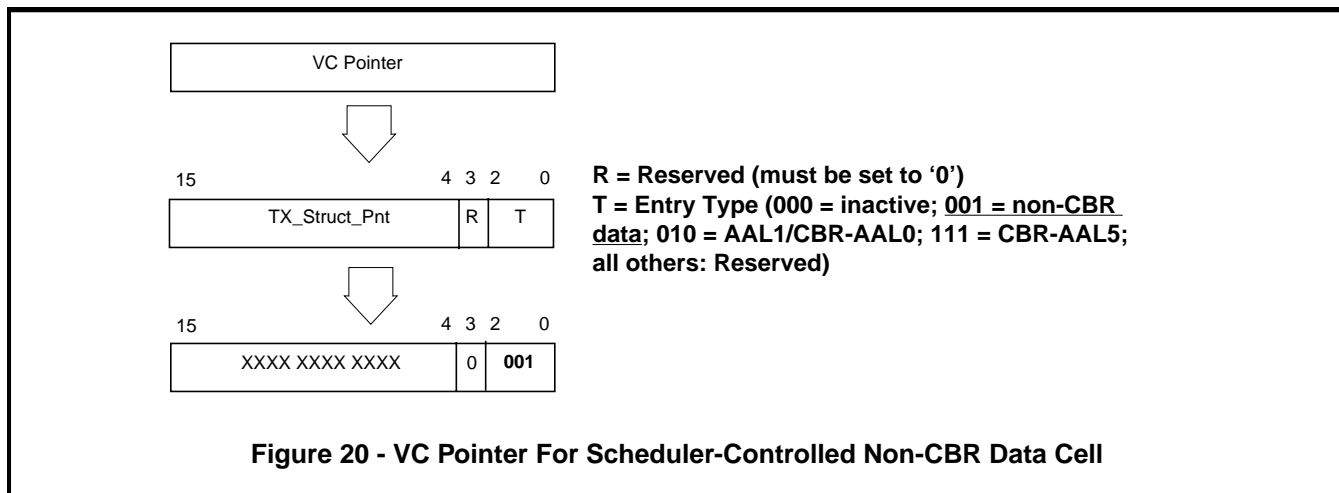 VC Pointer
15 4 3 2 0
TX_Struct_Pnt R T
R = Reserved (must be set to ‘0’)
T = Entry Type (000 = inactive; 001 = non-CBR
data; 010 = AAL1/CBR-AAL0; 111 = CBR-AAL5;
all others: Reserved)
15 4 3 2 0
XXXX XXXX XXXX 0 001
Figure 20 - VC Pointer For Scheduler-Controlled Non-CBR Data Cell